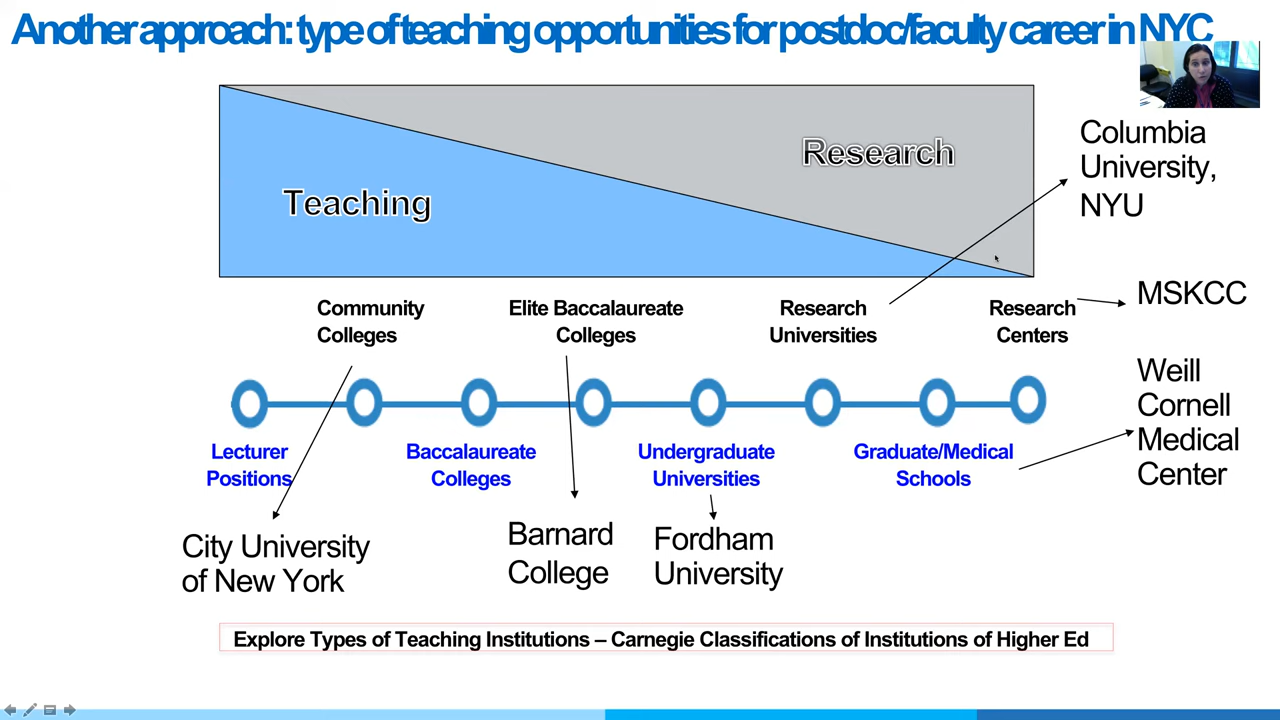 Another approach: type of teaching opportunities for postdoc/faculty career in NYC
Research
Teaching
Columbia
University,
NYU
Community
Colleges
Elite Baccalaureate
Colleges
Research
Universities
Research
Centers
MSKCC
Lecturer
Positions
Baccalaureate
Colleges
Undergraduate
Universities
Graduate/Medical
Schools
Weill
Cornell
Medical
Center
City University
of New York
Barnard
College
Fordham
University
Explore Types of Teaching Institutions – Carnegie Classifications of Institutions of Higher Ed